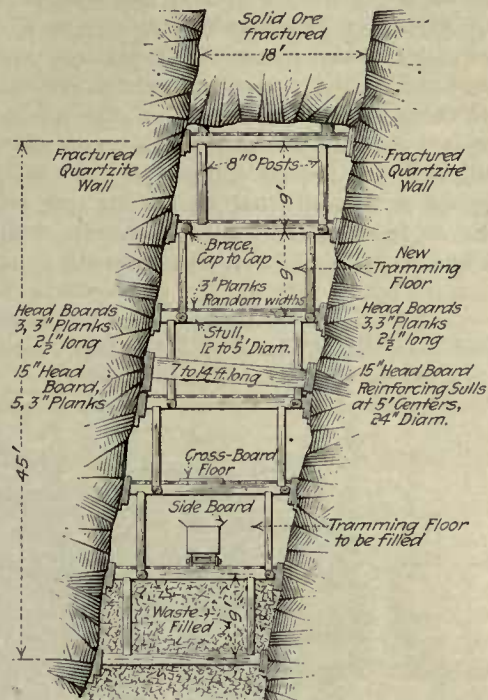 Solid Ore
fractured
18'
Fractured
Quartzite
Wall
8"⌀ Posts
9'
Fractured
Quartzite
Wall
Brace,
Cap to Cap
9'
New
Tramming
Floor
3" Planks
Random widths
Head Boards
3, 3" Planks
2½" long
Stull,
12 to 5' Diam.
Head Boards
3, 3" Planks
2½" long
15" Head
Board,
5, 3" Planks
7 to 14 ft. long
15" Head Board
Reinforcing Sulls
at 5' Centers,
24" Diam.
45'
Cross-Board
Floor
Side Board
Tramming Floor
to be filled
Waste
Filled